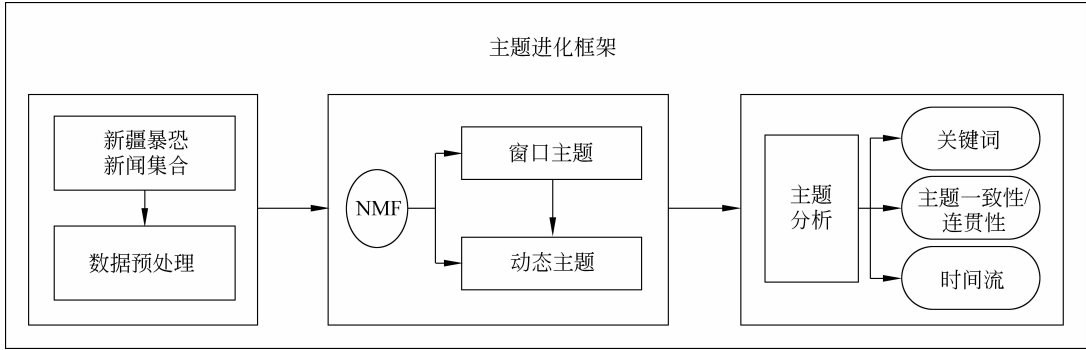 主题进化框架
新疆暴恐
新闻集合
数据预处理
NMF
窗口主题
动态主题
主题
分析
关键词
主题一致性/
连贯性
时间流